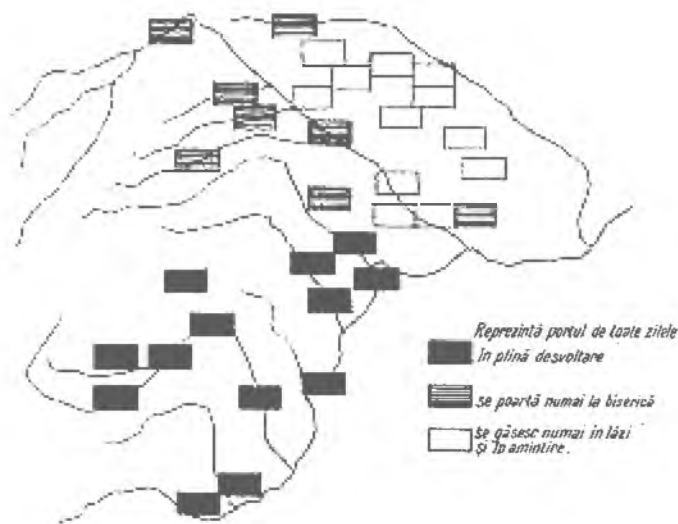 Reprezintă portul de toate zilele
în plină desvoltare
se poartă numai la biserică
se găsesc numai în lăzi
și în amintire.